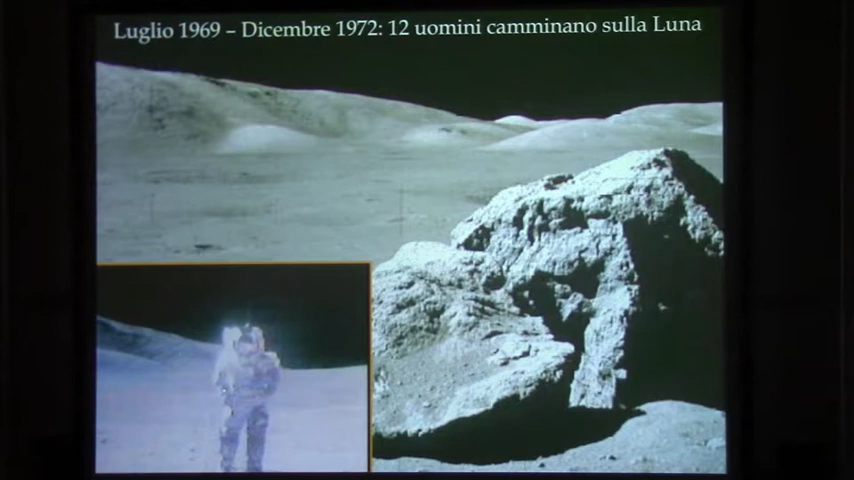 Luglio 1969 – Dicembre 1972: 12 uomini camminano sulla Luna